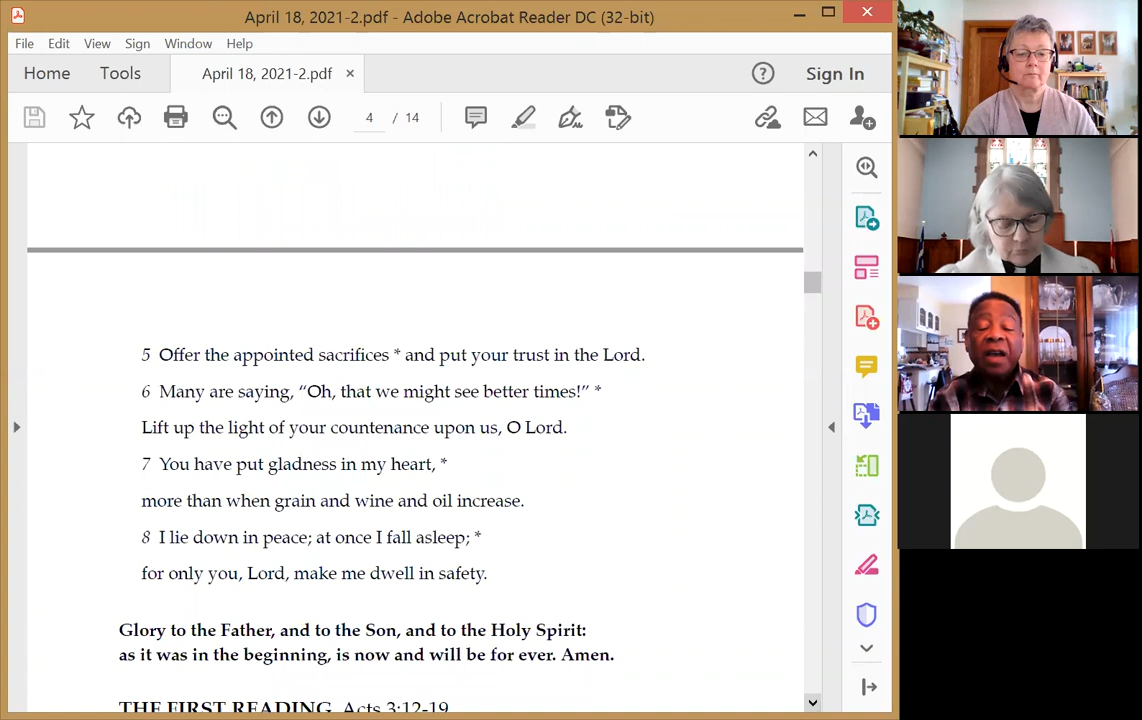 April 18, 2021-2.pdf - Adobe Acrobat Reader DC (32-bit)
File Edit View Sign Window Help
Home Tools April 18, 2021-2.pdf × ? Sign In
4 / 14
5 Offer the appointed sacrifices * and put your trust in the Lord.
6 Many are saying, “Oh, that we might see better times!” *
Lift up the light of your countenance upon us, O Lord.
7 You have put gladness in my heart, *
more than when grain and wine and oil increase.
8 I lie down in peace; at once I fall asleep; *
for only you, Lord, make me dwell in safety.
Glory to the Father, and to the Son, and to the Holy Spirit:
as it was in the beginning, is now and will be for ever. Amen.
THE FIRST READING Acts 3:12-19